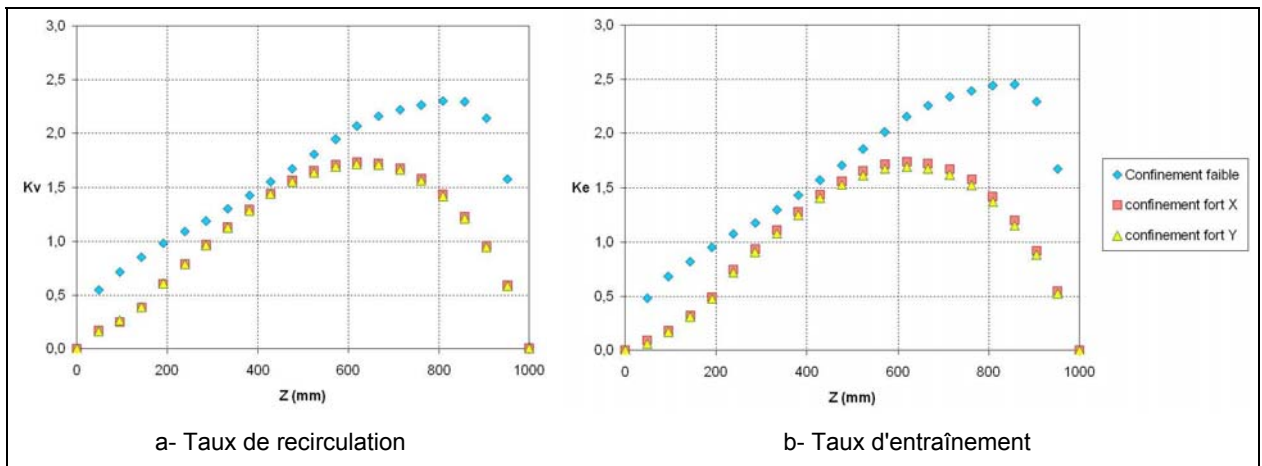 3,0
2,5
2,0
Kv 1,5
1,0
0,5
0,0
0 200 400 600 800 1000
Z (mm)
a- Taux de recirculation
3,0
2,5
2,0
Ke 1,5
1,0
0,5
0,0
0 200 400 600 800 1000
Z (mm)
b- Taux d'entraînement
Confinement faible
confinement fort X
confinement fort Y